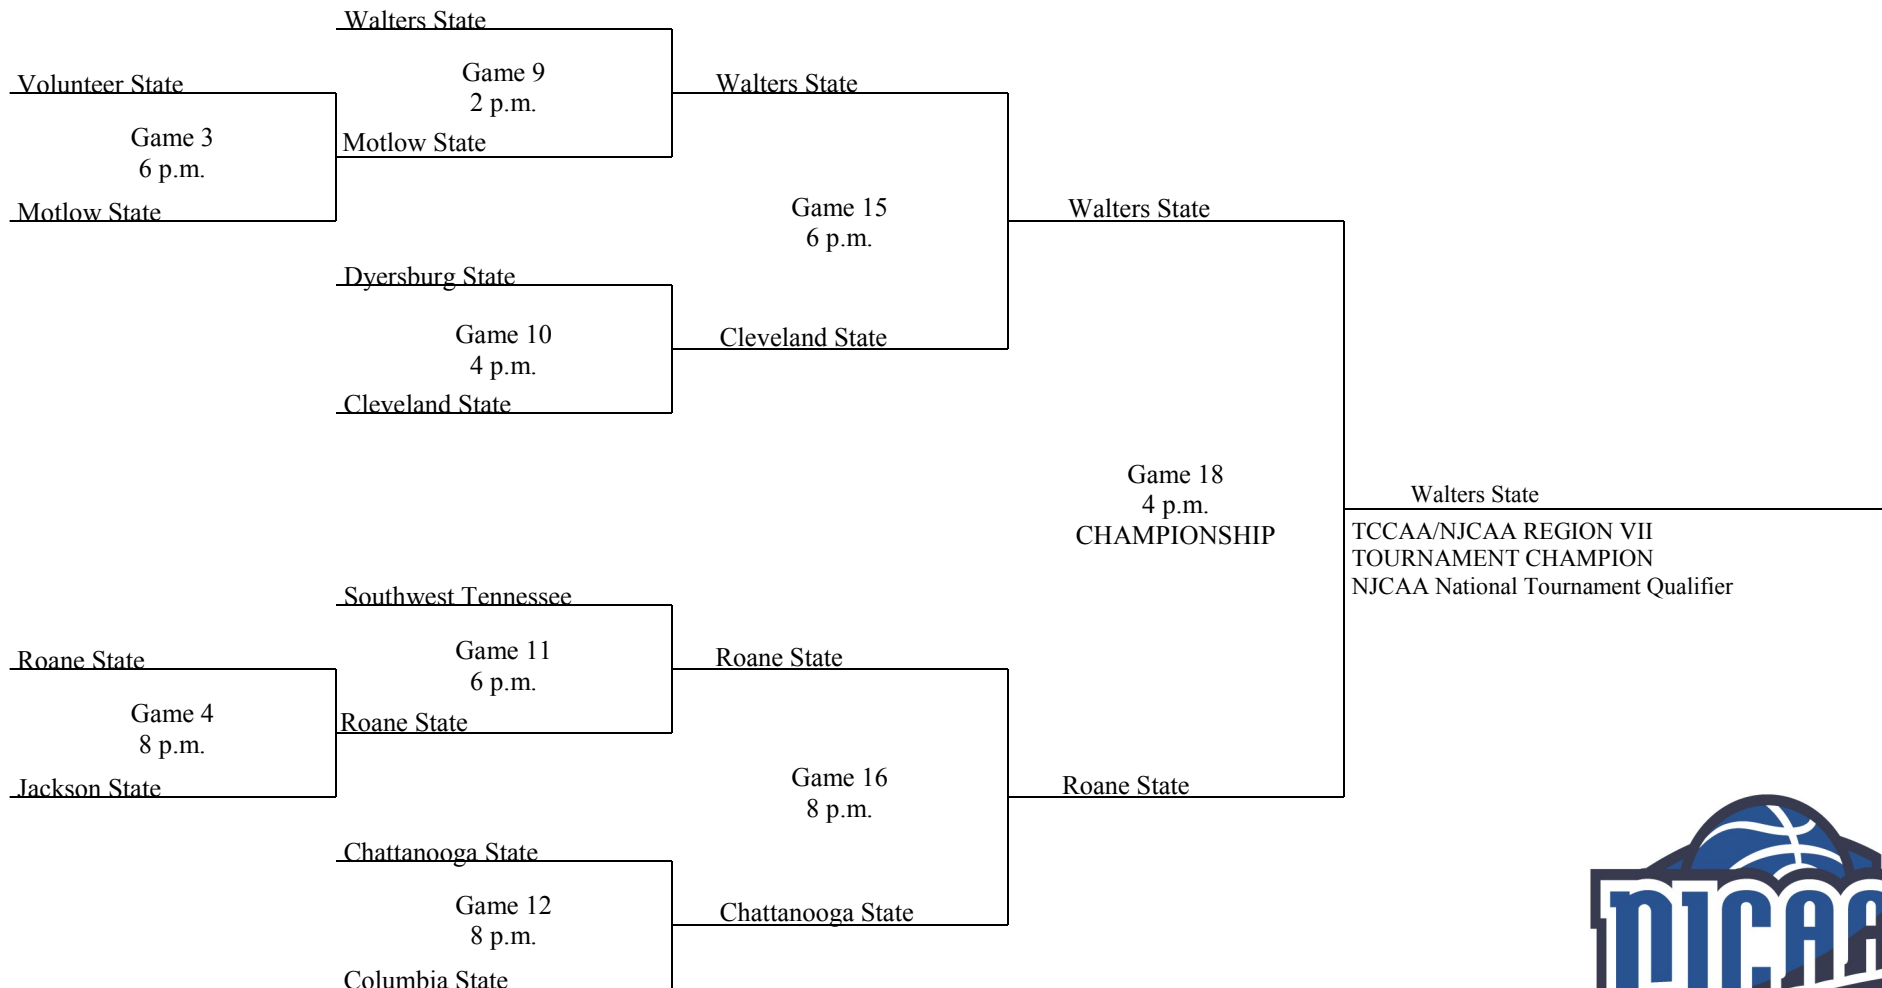 Walters State
Volunteer State
Game 9
2 p.m.
Walters State
Game 3
6 p.m.
Motlow State
Motlow State
Game 15
6 p.m.
Walters State
Dyersburg State
Game 10
4 p.m.
Cleveland State
Cleveland State
Game 18
4 p.m.
CHAMPIONSHIP
Walters State
TCCAA/NJCAA REGION VII
TOURNAMENT CHAMPION
NJCAA National Tournament Qualifier
Southwest Tennessee
Roane State
Game 11
6 p.m.
Roane State
Game 4
8 p.m.
Roane State
Jackson State
Game 16
8 p.m.
Roane State
Chattanooga State
Game 12
8 p.m.
Chattanooga State
Columbia State
NJCAA